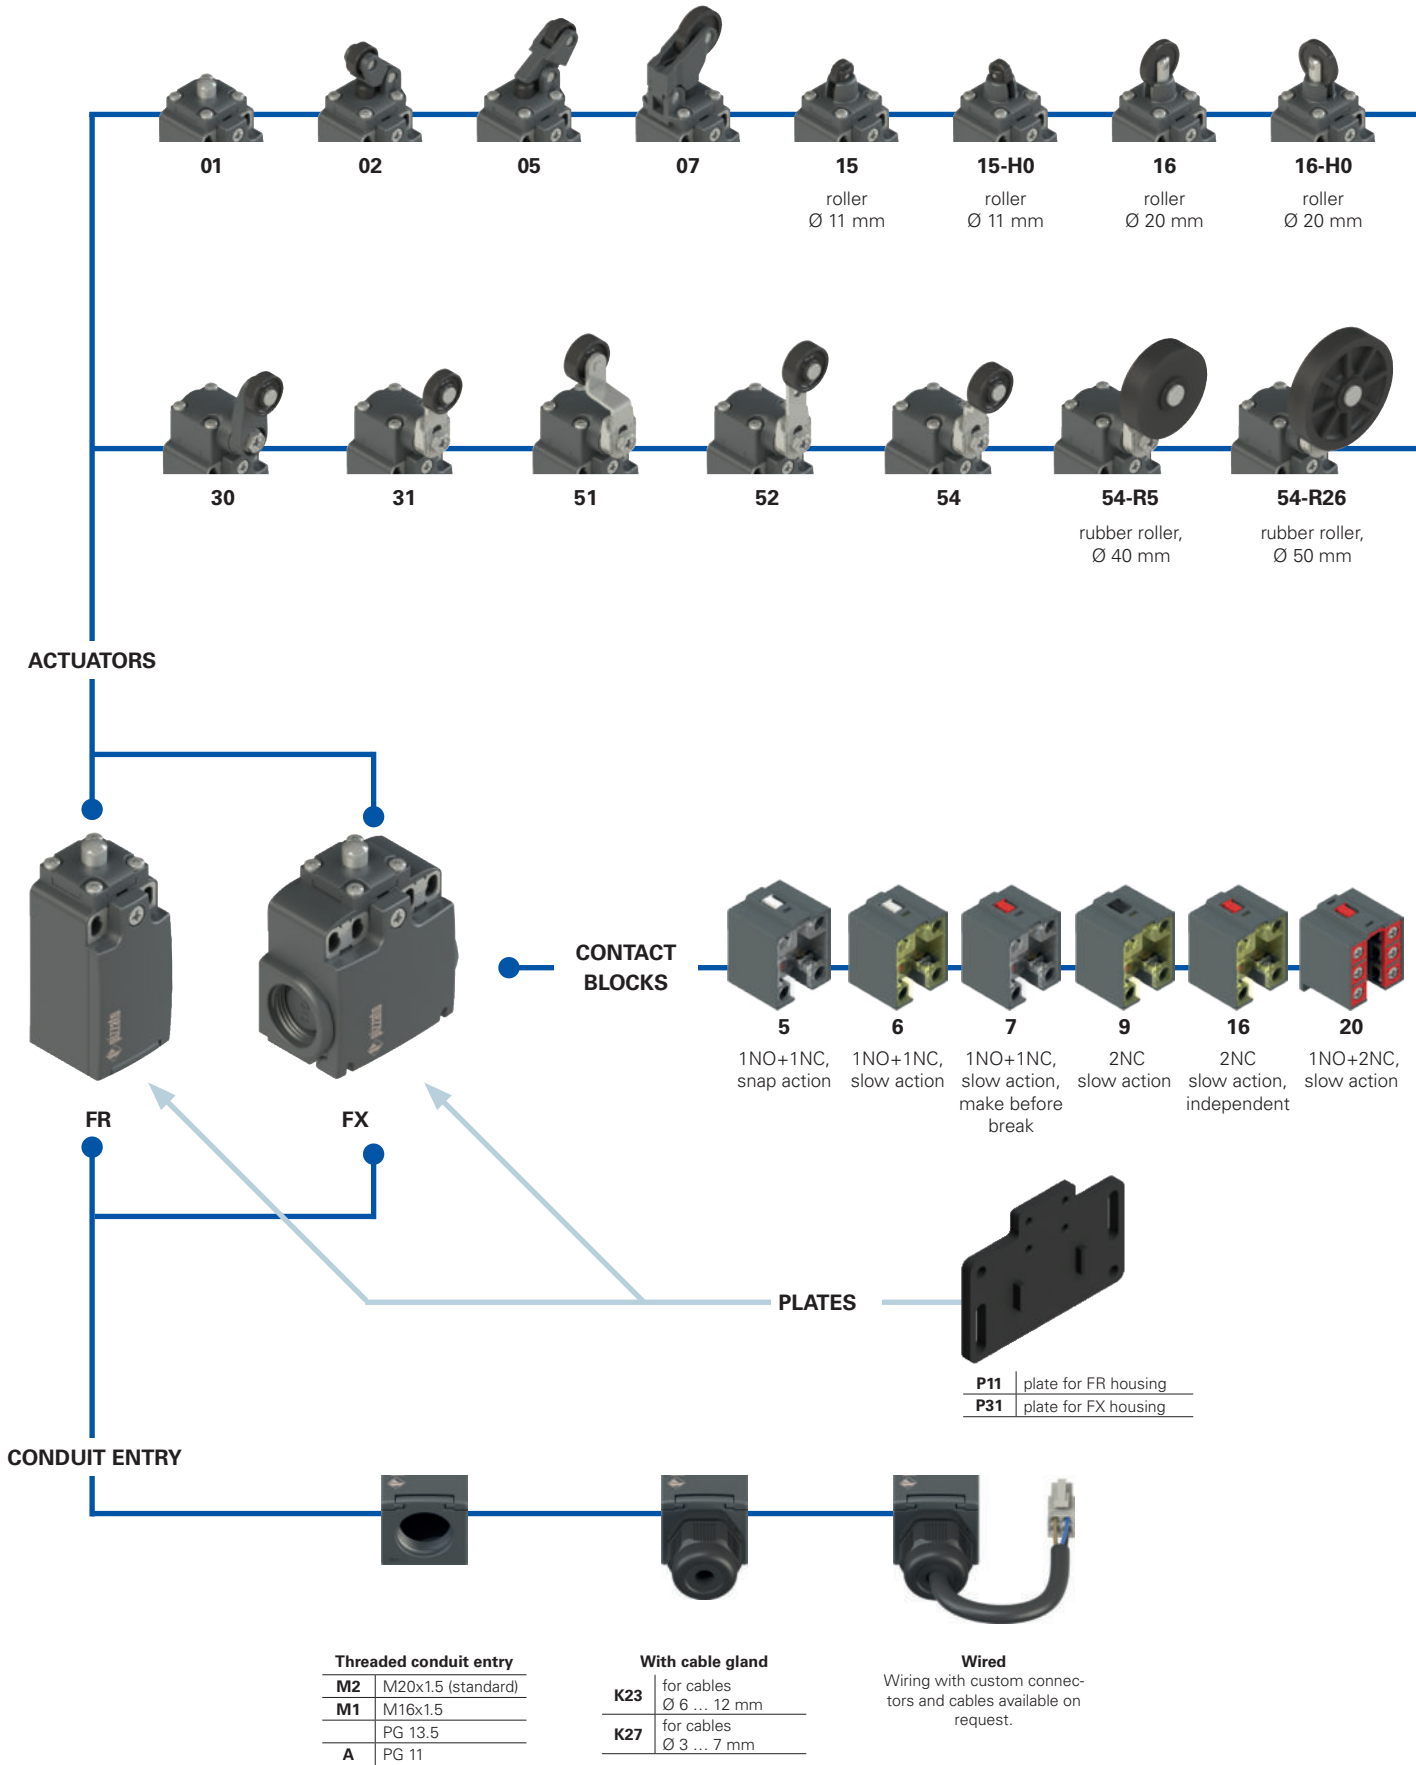 01 02 05 07 15 15-H0 16 16-H0
roller roller roller roller
Ø 11 mm Ø 11 mm Ø 20 mm Ø 20 mm
30 31 51 52 54 54-R5 54-R26
rubber roller, rubber roller,
Ø 40 mm Ø 50 mm
ACTUATORS
pizzato pizzato
CONTACT
BLOCKS
5 6 7 9 16 20
1NO+1NC, 1NO+1NC, 1NO+1NC, 2NC 2NC 1NO+2NC,
snap action slow action slow action, slow action slow action, slow action
make before independent
break
FR FX
PLATES
P11 plate for FR housing
P31 plate for FX housing
CONDUIT ENTRY
Threaded conduit entry
M2 M20x1.5 (standard)
M1 M16x1.5
PG 13.5
A PG 11
With cable gland
K23 for cables
Ø 6 … 12 mm
K27 for cables
Ø 3 … 7 mm
Wired
Wiring with custom connec-
tors and cables available on
request.